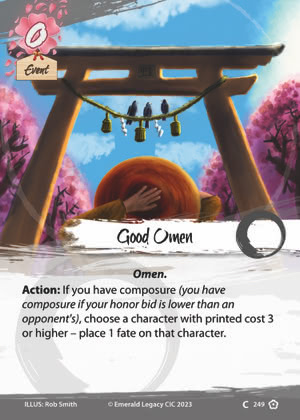 0
Event
Good Omen
Omen.
Action: If you have composure (you have
composure if your honor bid is lower than an
opponent's), choose a character with printed cost 3
or higher – place 1 fate on that character.
ILLUS: Rob Smith
© Emerald Legacy CIC 2023
C 249